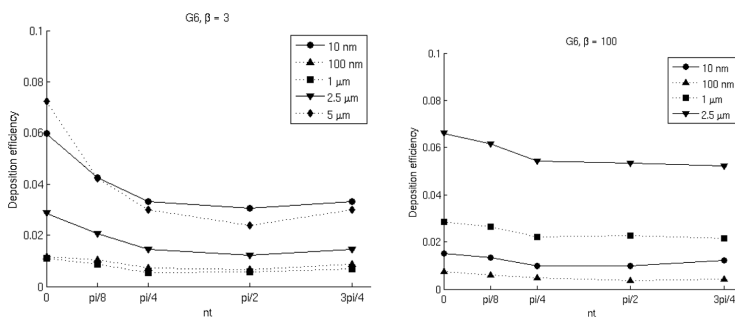 G6, β = 3
0.1
0.08
0.06
0.04
0.02
0
Deposition efficiency
0
pi/8
pi/4
pi/2
3pi/4
nt
10 nm
100 nm
1 μm
2.5 μm
5 μm
G6, β = 100
0.1
0.08
0.06
0.04
0.02
0
Deposition efficiency
0
pi/8
pi/4
pi/2
3pi/4
nt
10 nm
100 nm
1 μm
2.5 μm